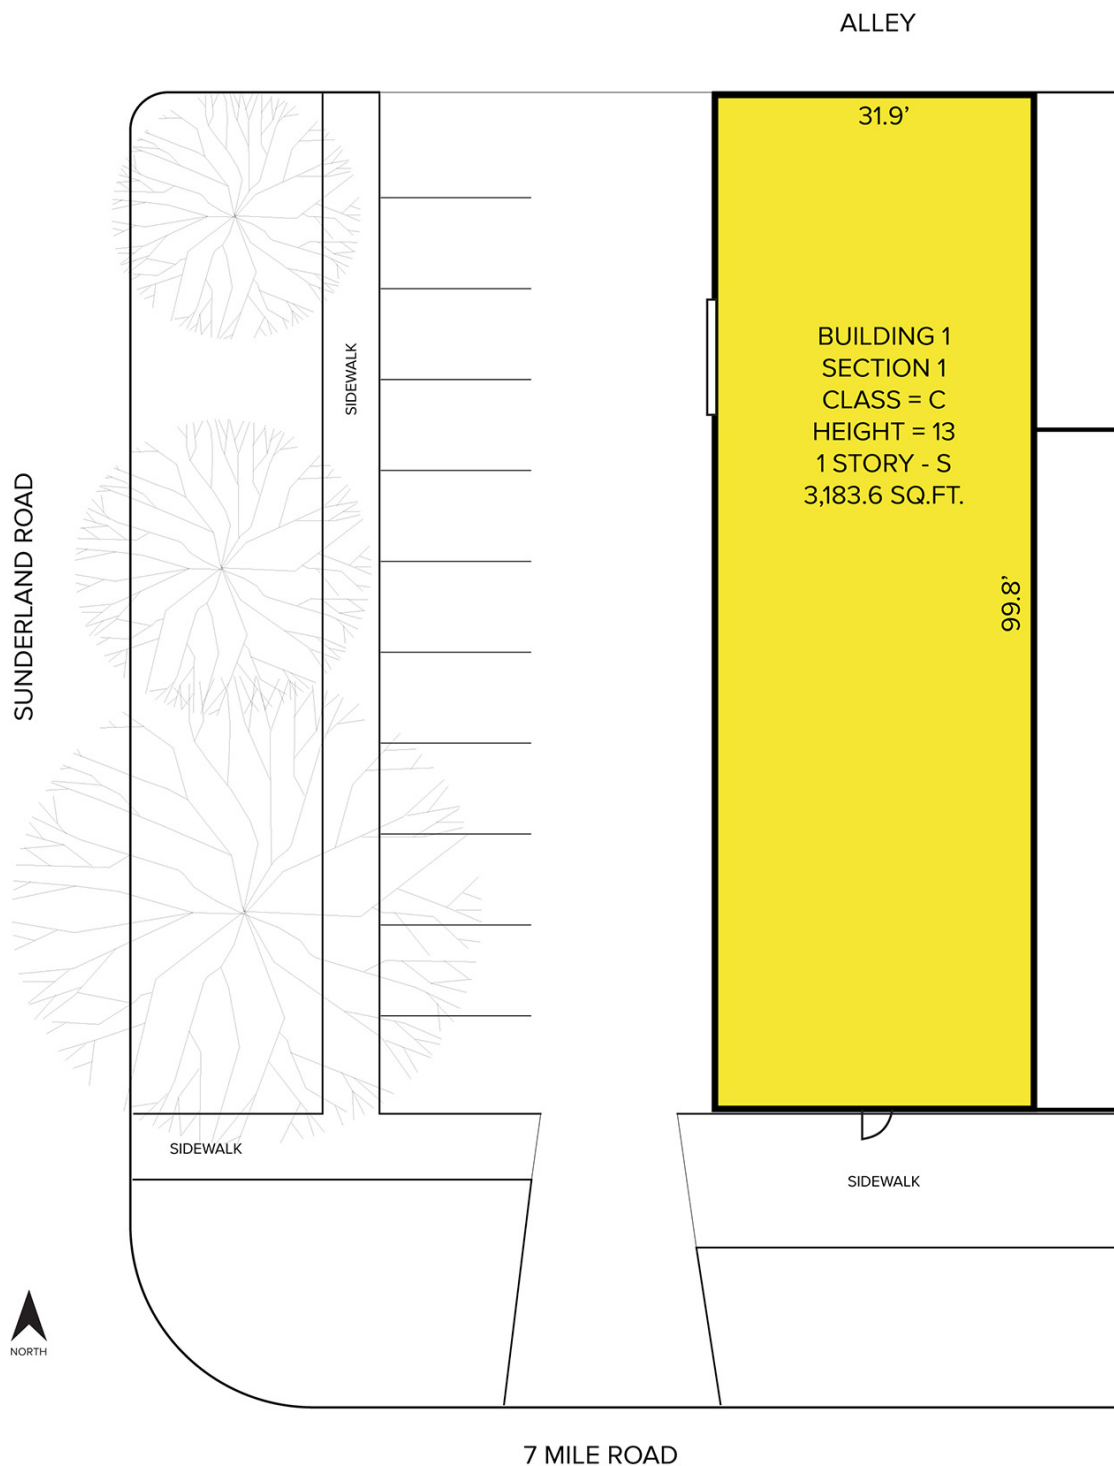 ALLEY
31.9’
BUILDING 1
SECTION 1
CLASS = C
HEIGHT = 13
1 STORY - S
3,183.6 SQ.FT.
99.8’
SIDEWALK
SUNDERLAND ROAD
SIDEWALK
SIDEWALK
NORTH
7 MILE ROAD